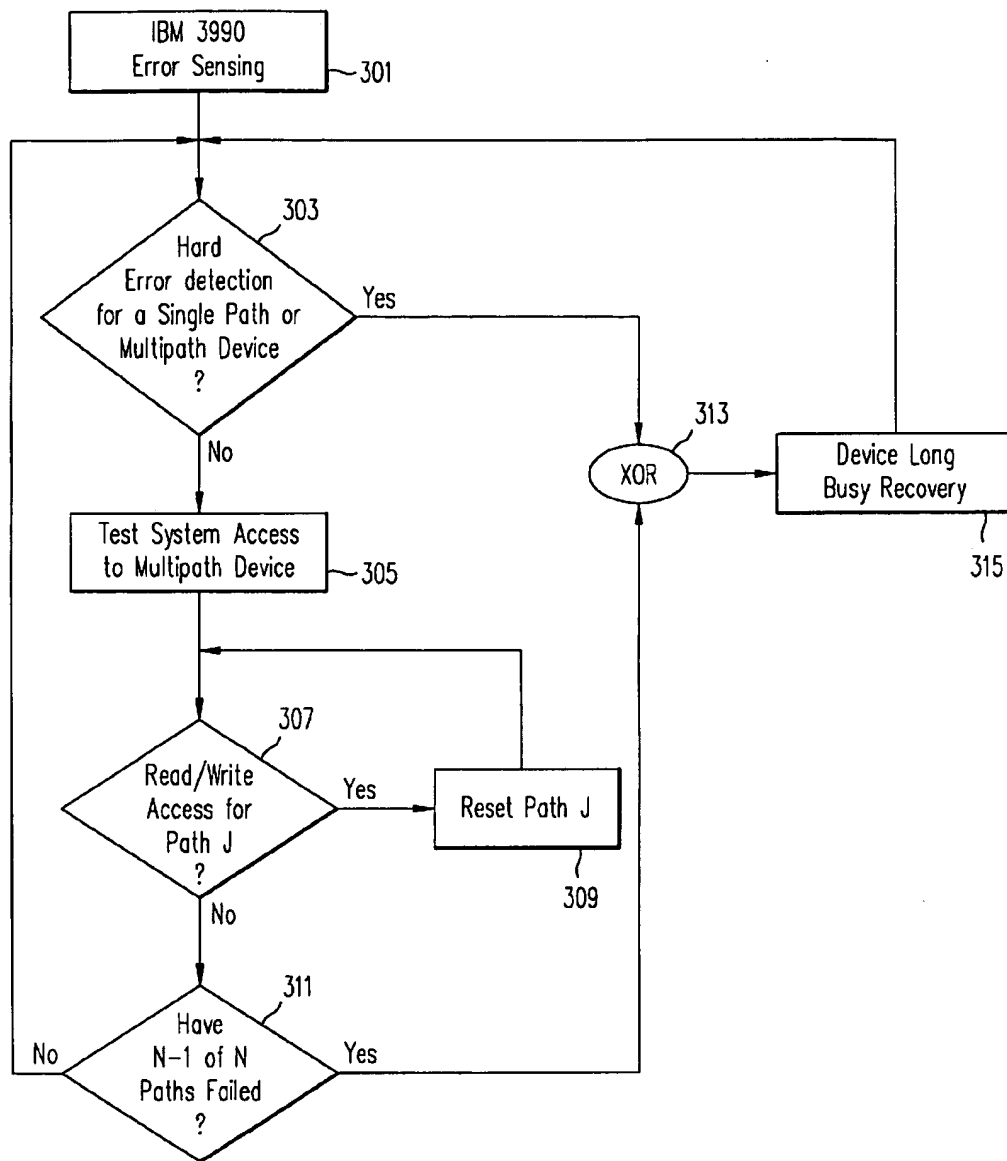 IBM 3990
Error Sensing
301
303
Hard
Error detection
for a Single Path or
Multipath Device
?
Yes
No
313
XOR
Device Long
Busy Recovery
315
Test System Access
to Multipath Device
305
307
Read/Write
Access for
Path J
?
Yes
Reset Path J
309
No
311
Have
N-1 of N
Paths Failed
?
No
Yes